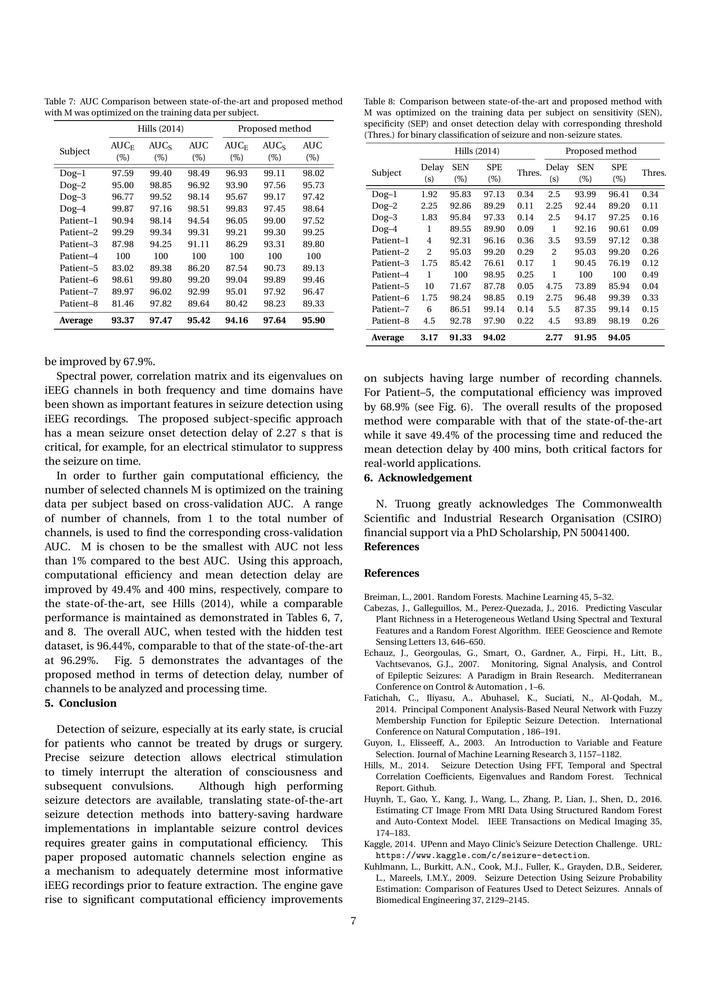 Table 7: AUC Comparison between state-of-the-art and proposed method
with M was optimized on the training data per subject.
Hills (2014) Proposed method
Subject AUCE (%) AUCS (%) AUC (%) AUCE (%) AUCS (%) AUC (%)
Dog–1 97.59 99.40 98.49 96.93 99.11 98.02
Dog–2 95.00 98.85 96.92 93.90 97.56 95.73
Dog–3 96.77 99.52 98.14 95.67 99.17 97.42
Dog–4 99.87 97.16 98.51 99.83 97.45 98.64
Patient–1 90.94 98.14 94.54 96.05 99.00 97.52
Patient–2 99.29 99.34 99.31 99.21 99.30 99.25
Patient–3 87.98 94.25 91.11 86.29 93.31 89.80
Patient–4 100 100 100 100 100 100
Patient–5 83.02 89.38 86.20 87.54 90.73 89.13
Patient–6 98.61 99.80 99.20 99.04 99.89 99.46
Patient–7 89.97 96.02 92.99 95.01 97.92 96.47
Patient–8 81.46 97.82 89.64 80.42 98.23 89.33
Average 93.37 97.47 95.42 94.16 97.64 95.90
be improved by 67.9%.
Spectral power, correlation matrix and its eigenvalues on
iEEG channels in both frequency and time domains have
been shown as important features in seizure detection using
iEEG recordings. The proposed subject-specific approach
has a mean seizure onset detection delay of 2.27 s that is
critical, for example, for an electrical stimulator to suppress
the seizure on time.
In order to further gain computational efficiency, the
number of selected channels M is optimized on the training
data per subject based on cross-validation AUC. A range
of number of channels, from 1 to the total number of
channels, is used to find the corresponding cross-validation
AUC. M is chosen to be the smallest with AUC not less
than 1% compared to the best AUC. Using this approach,
computational efficiency and mean detection delay are
improved by 49.4% and 400 mins, respectively, compare to
the state-of-the-art, see Hills (2014), while a comparable
performance is maintained as demonstrated in Tables 6, 7,
and 8. The overall AUC, when tested with the hidden test
dataset, is 96.44%, comparable to that of the state-of-the-art
at 96.29%. Fig. 5 demonstrates the advantages of the
proposed method in terms of detection delay, number of
channels to be analyzed and processing time.
5. Conclusion
Detection of seizure, especially at its early state, is crucial
for patients who cannot be treated by drugs or surgery.
Precise seizure detection allows electrical stimulation
to timely interrupt the alteration of consciousness and
subsequent convulsions. Although high performing
seizure detectors are available, translating state-of-the-art
seizure detection methods into battery-saving hardware
implementations in implantable seizure control devices
requires greater gains in computational efficiency. This
paper proposed automatic channels selection engine as
a mechanism to adequately determine most informative
iEEG recordings prior to feature extraction. The engine gave
rise to significant computational efficiency improvements
Table 8: Comparison between state-of-the-art and proposed method with
M was optimized on the training data per subject on sensitivity (SEN),
specificity (SEP) and onset detection delay with corresponding threshold
(Thres.) for binary classification of seizure and non-seizure states.
Hills (2014) Proposed method
Subject Delay (s) SEN (%) SPE (%) Thres. Delay (s) SEN (%) SPE (%) Thres.
Dog–1 1.92 95.83 97.13 0.34 2.5 93.99 96.41 0.34
Dog–2 2.25 92.86 89.29 0.11 2.25 92.44 89.20 0.11
Dog–3 1.83 95.84 97.33 0.14 2.5 94.17 97.25 0.16
Dog–4 1 89.55 89.90 0.09 1 92.16 90.61 0.09
Patient–1 4 92.31 96.16 0.36 3.5 93.59 97.12 0.38
Patient–2 2 95.03 99.20 0.29 2 95.03 99.20 0.26
Patient–3 1.75 85.42 76.61 0.17 1 90.45 76.19 0.12
Patient–4 1 100 98.95 0.25 1 100 100 0.49
Patient–5 10 71.67 87.78 0.05 4.75 73.89 85.94 0.04
Patient–6 1.75 98.24 98.85 0.19 2.75 96.48 99.39 0.33
Patient–7 6 86.51 99.14 0.14 5.5 87.35 99.14 0.15
Patient–8 4.5 92.78 97.90 0.22 4.5 93.89 98.19 0.26
Average 3.17 91.33 94.02 2.77 91.95 94.05
on subjects having large number of recording channels.
For Patient–5, the computational efficiency was improved
by 68.9% (see Fig. 6). The overall results of the proposed
method were comparable with that of the state-of-the-art
while it save 49.4% of the processing time and reduced the
mean detection delay by 400 mins, both critical factors for
real-world applications.
6. Acknowledgement
N. Truong greatly acknowledges The Commonwealth
Scientific and Industrial Research Organisation (CSIRO)
financial support via a PhD Scholarship, PN 50041400.
References
References
Breiman, L., 2001. Random Forests. Machine Learning 45, 5–32.
Cabezas, J., Galleguillos, M., Perez-Quezada, J., 2016. Predicting Vascular
Plant Richness in a Heterogeneous Wetland Using Spectral and Textural
Features and a Random Forest Algorithm. IEEE Geoscience and Remote
Sensing Letters 13, 646–650.
Echauz, J., Georgoulas, G., Smart, O., Gardner, A., Firpi, H., Litt, B.,
Vachtsevanos, G.J., 2007. Monitoring, Signal Analysis, and Control
of Epileptic Seizures: A Paradigm in Brain Research. Mediterranean
Conference on Control & Automation , 1–6.
Fatichah, C., Iliyasu, A., Abuhasel, K., Suciati, N., Al-Qodah, M.,
2014. Principal Component Analysis-Based Neural Network with Fuzzy
Membership Function for Epileptic Seizure Detection. International
Conference on Natural Computation , 186–191.
Guyon, I., Elisseeff, A., 2003. An Introduction to Variable and Feature
Selection. Journal of Machine Learning Research 3, 1157–1182.
Hills, M., 2014. Seizure Detection Using FFT, Temporal and Spectral
Correlation Coefficients, Eigenvalues and Random Forest. Technical
Report. Github.
Huynh, T., Gao, Y., Kang, J., Wang, L., Zhang, P., Lian, J., Shen, D., 2016.
Estimating CT Image From MRI Data Using Structured Random Forest
and Auto-Context Model. IEEE Transactions on Medical Imaging 35,
174–183.
Kaggle, 2014. UPenn and Mayo Clinic's Seizure Detection Challenge. URL:
https://www.kaggle.com/c/seizure-detection.
Kuhlmann, L., Burkitt, A.N., Cook, M.J., Fuller, K., Grayden, D.B., Seiderer,
L., Mareels, I.M.Y., 2009. Seizure Detection Using Seizure Probability
Estimation: Comparison of Features Used to Detect Seizures. Annals of
Biomedical Engineering 37, 2129–2145.
7